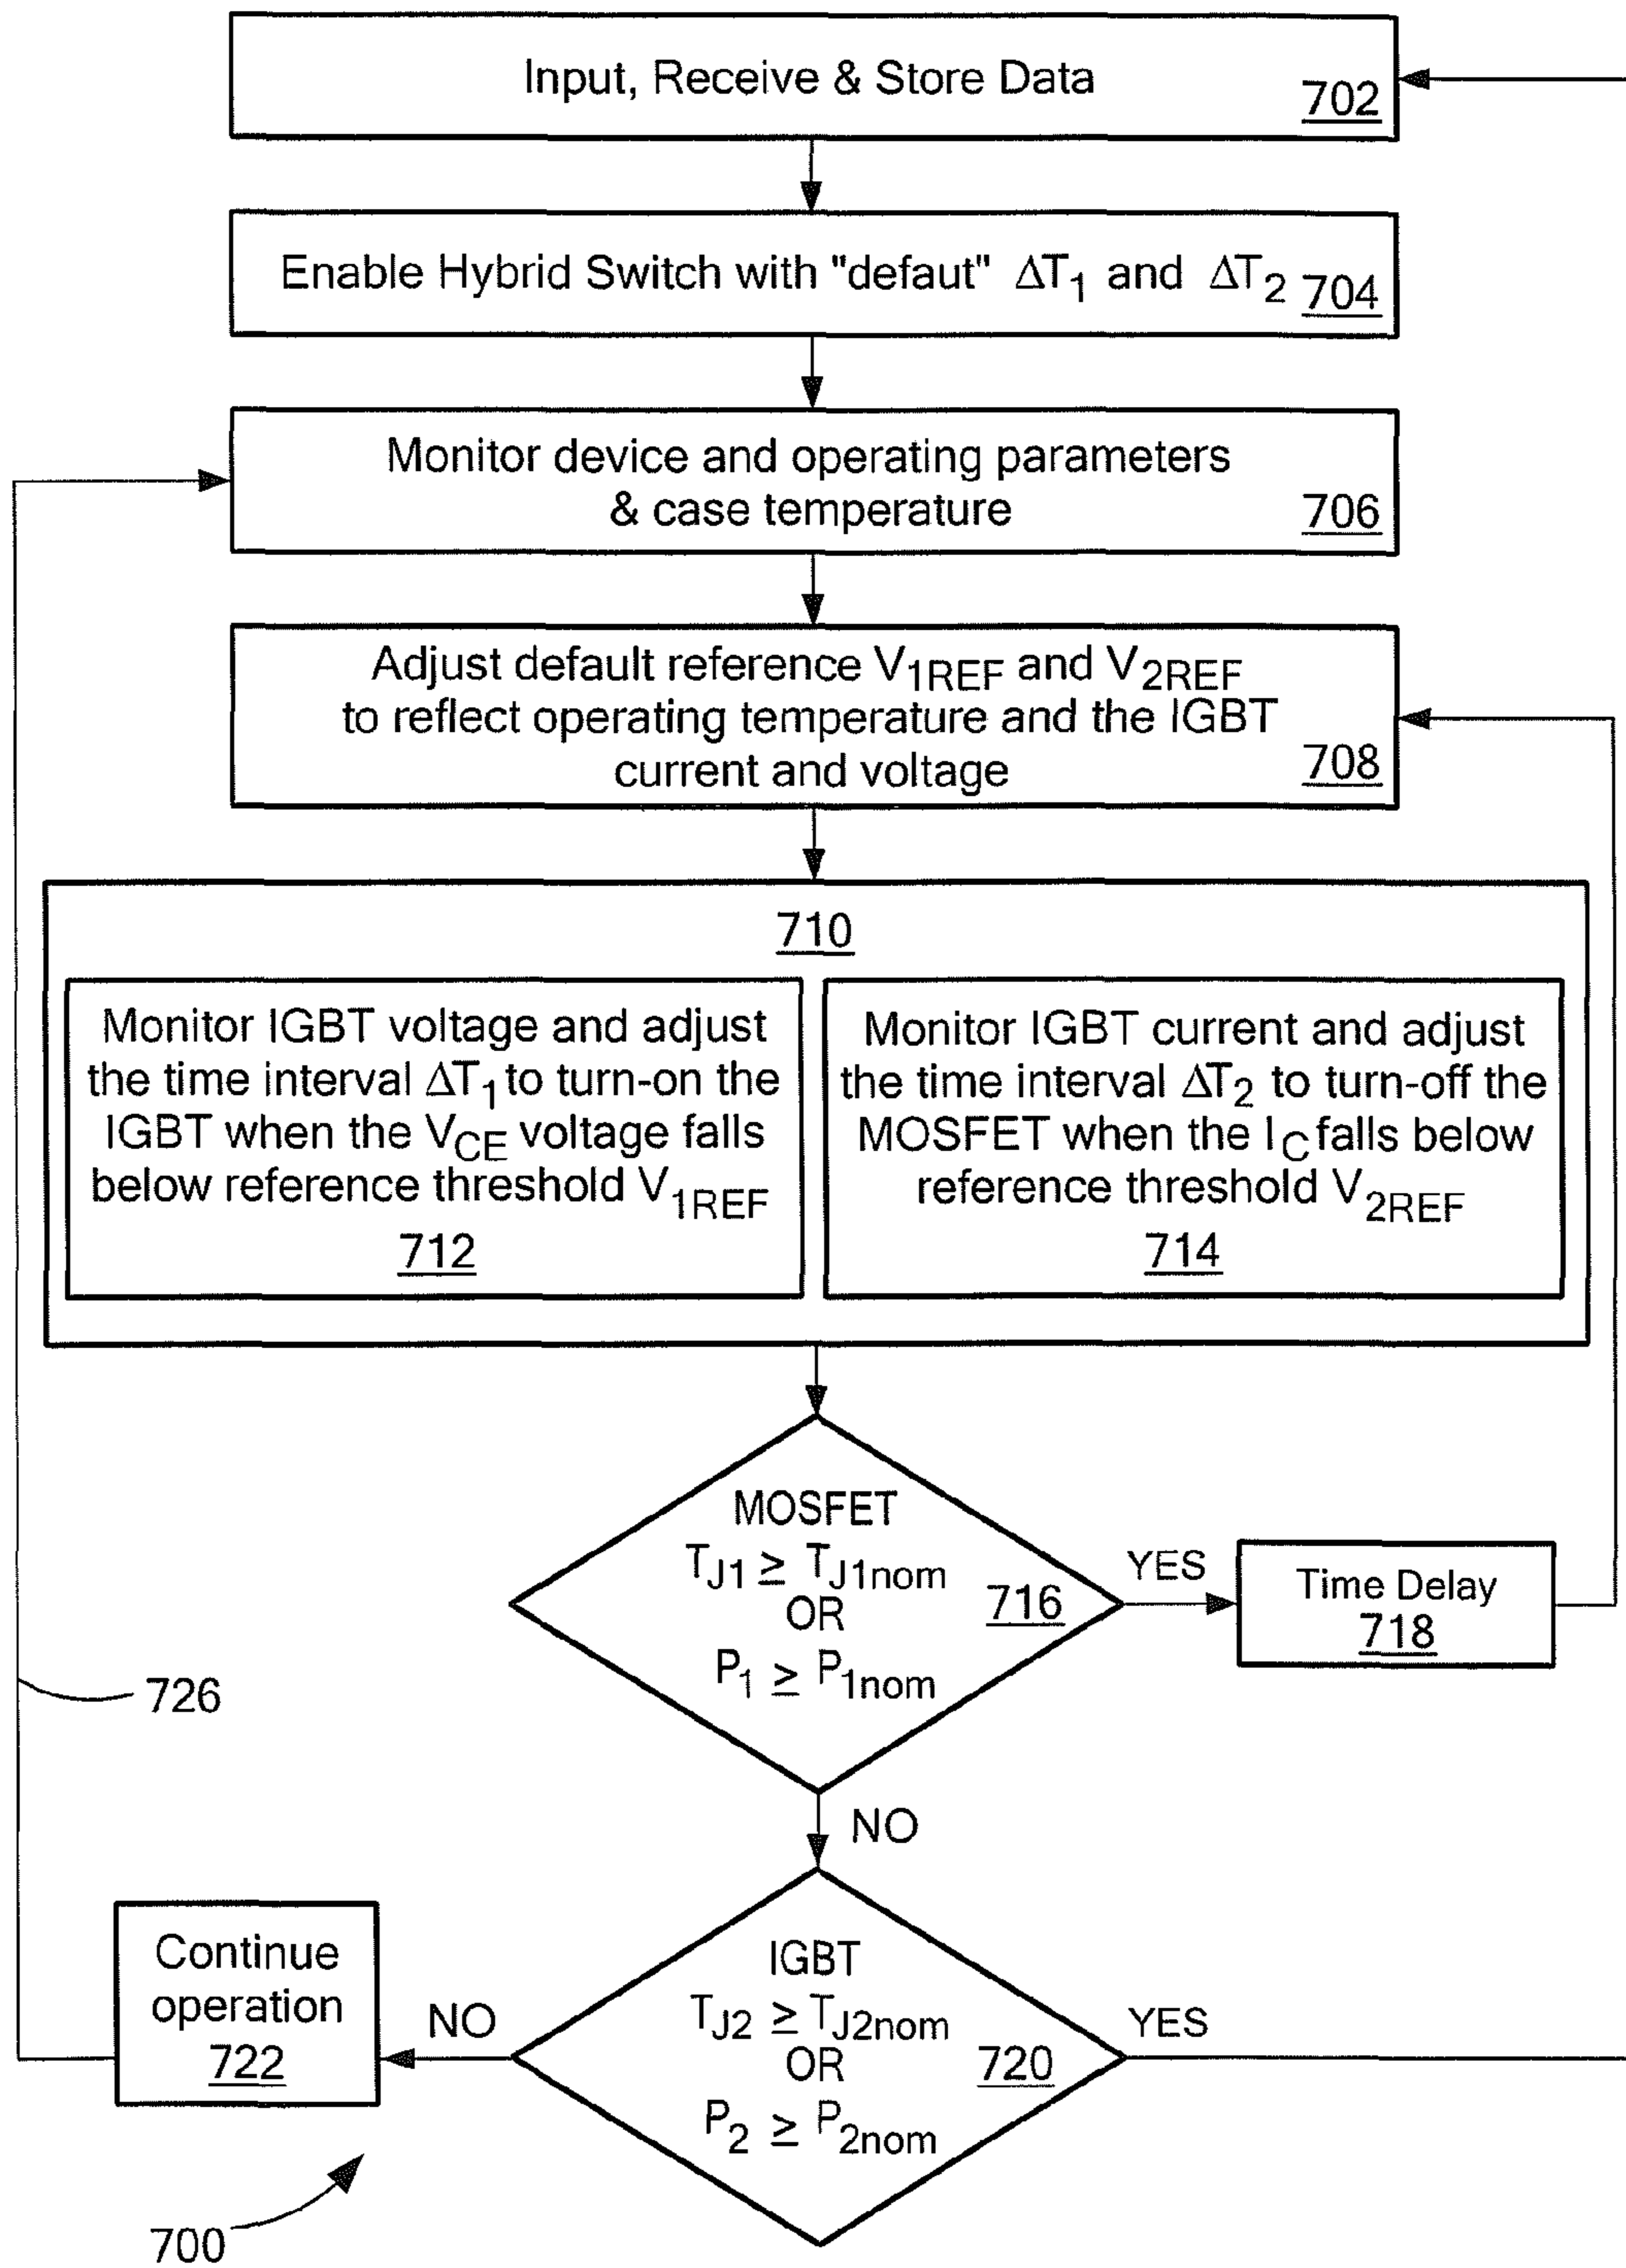 Input, Receive & Store Data
702
Enable Hybrid Switch with "defaut" ΔT1 and ΔT2 704
Monitor device and operating parameters
& case temperature
706
Adjust default reference V1REF and V2REF
to reflect operating temperature and the IGBT
current and voltage
708
710
Monitor IGBT voltage and adjust
the time interval ΔT1 to turn-on the
IGBT when the VCE voltage falls
below reference threshold V1REF
712
Monitor IGBT current and adjust
the time interval ΔT2 to turn-off the
MOSFET when the IC falls below
reference threshold V2REF
714
MOSFET
TJ1 ≥ TJ1nom
OR
P1 ≥ P1nom
716
YES
Time Delay
718
726
NO
IGBT
TJ2 ≥ TJ2nom
OR
P2 ≥ P2nom
720
YES
NO
Continue
operation
722
700